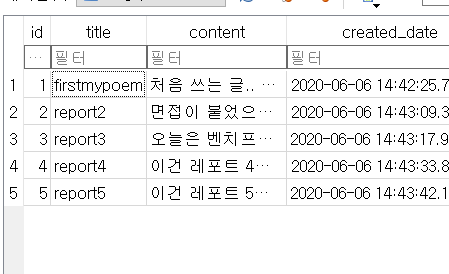 id title content created_date
… 필터 필터 필터
1 1 firstmypoem 처음 쓰는 글.. …
2020-06-06 14:42:25.7
2 2 report2 면접이 붙었으… 2020-06-06 14:43:09.3
3 3 report3 오늘은 벤치프… 2020-06-06 14:43:17.9
4 4 report4 이건 레포트 4… 2020-06-06 14:43:33.8
5 5 report5 이건 레포트 5… 2020-06-06 14:43:42.1